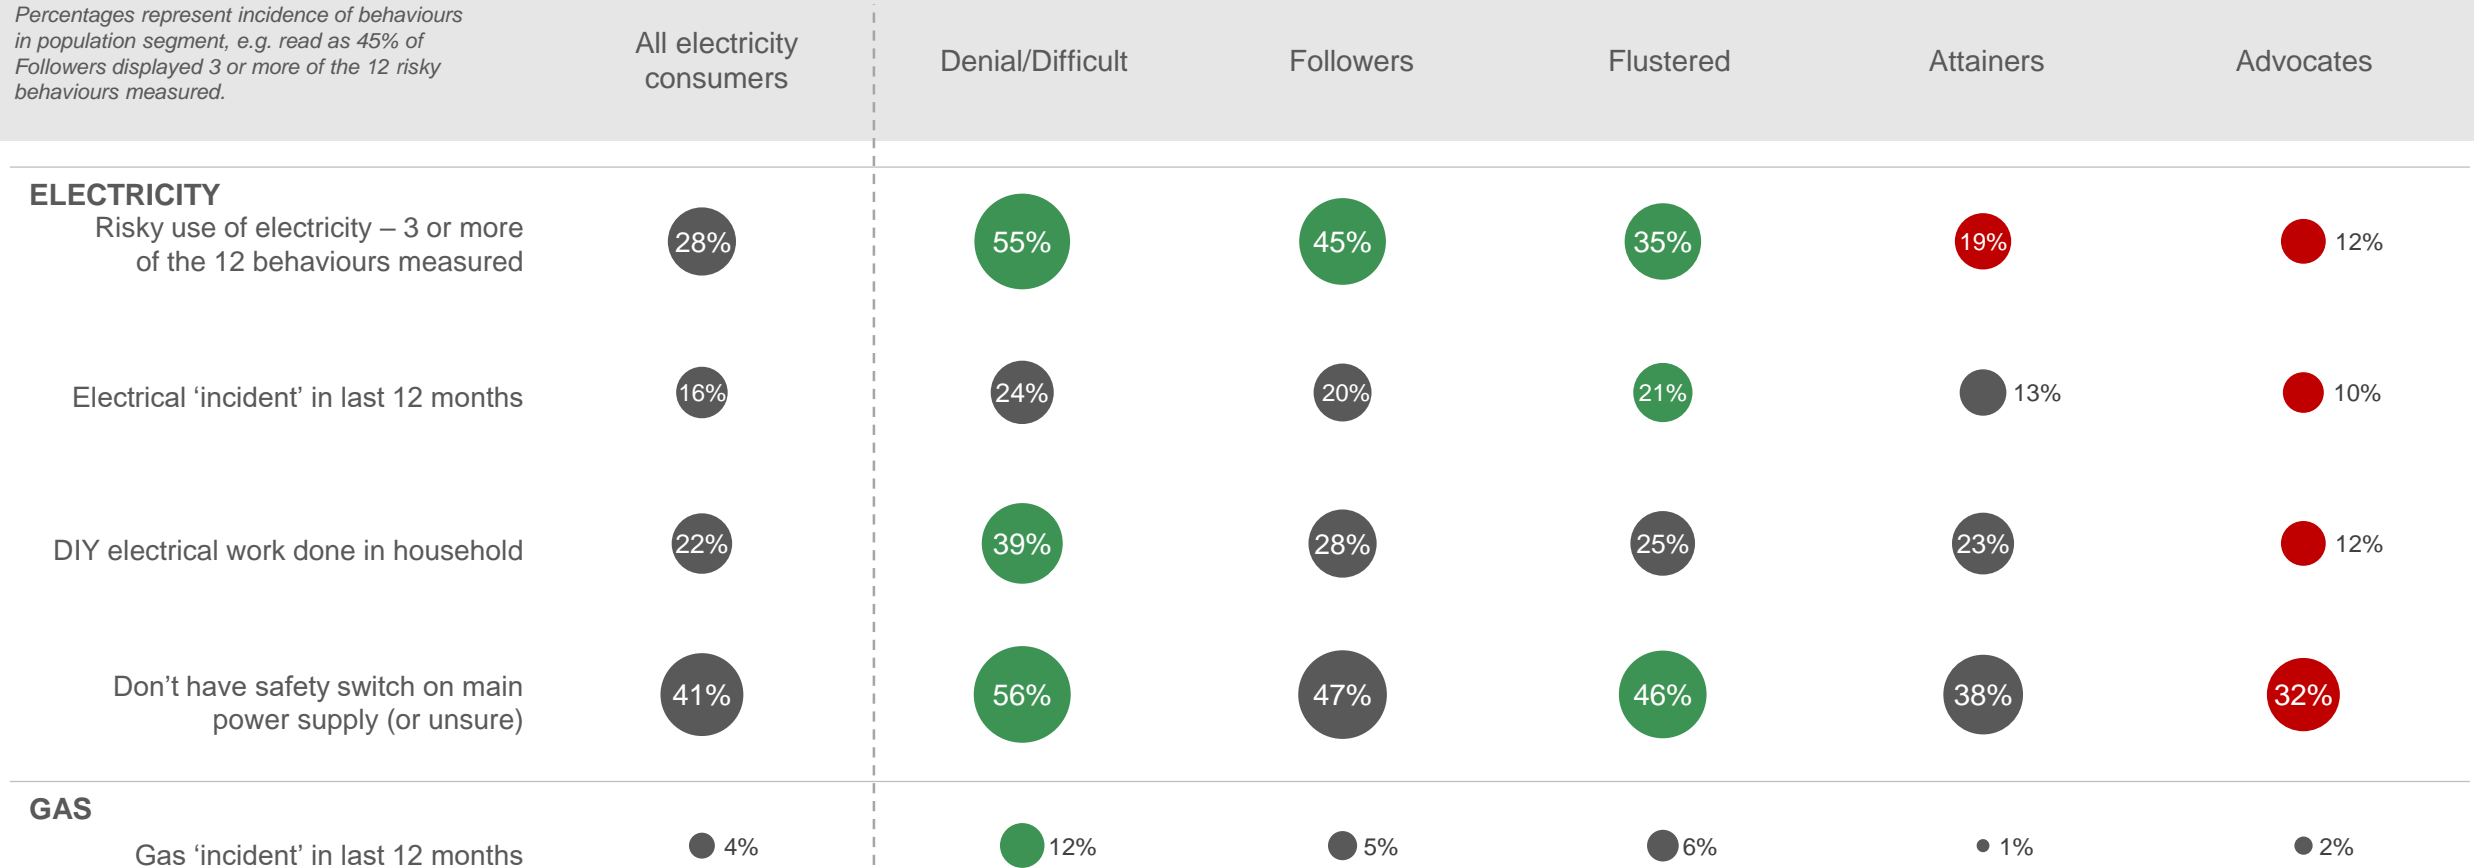 Percentages represent incidence of behaviours
in population segment, e.g. read as 45% of
Followers displayed 3 or more of the 12 risky
behaviours measured.
All electricity
consumers
Denial/Difficult
Followers
Flustered
Attainers
Advocates
ELECTRICITY
Risky use of electricity – 3 or more
of the 12 behaviours measured
28%
55%
45%
35%
19%
12%
Electrical ‘incident’ in last 12 months
16%
24%
20%
21%
13%
10%
DIY electrical work done in household
22%
39%
28%
25%
23%
12%
Don’t have safety switch on main
power supply (or unsure)
41%
56%
47%
46%
38%
32%
GAS
Gas ‘incident’ in last 12 months
4%
12%
5%
6%
1%
2%